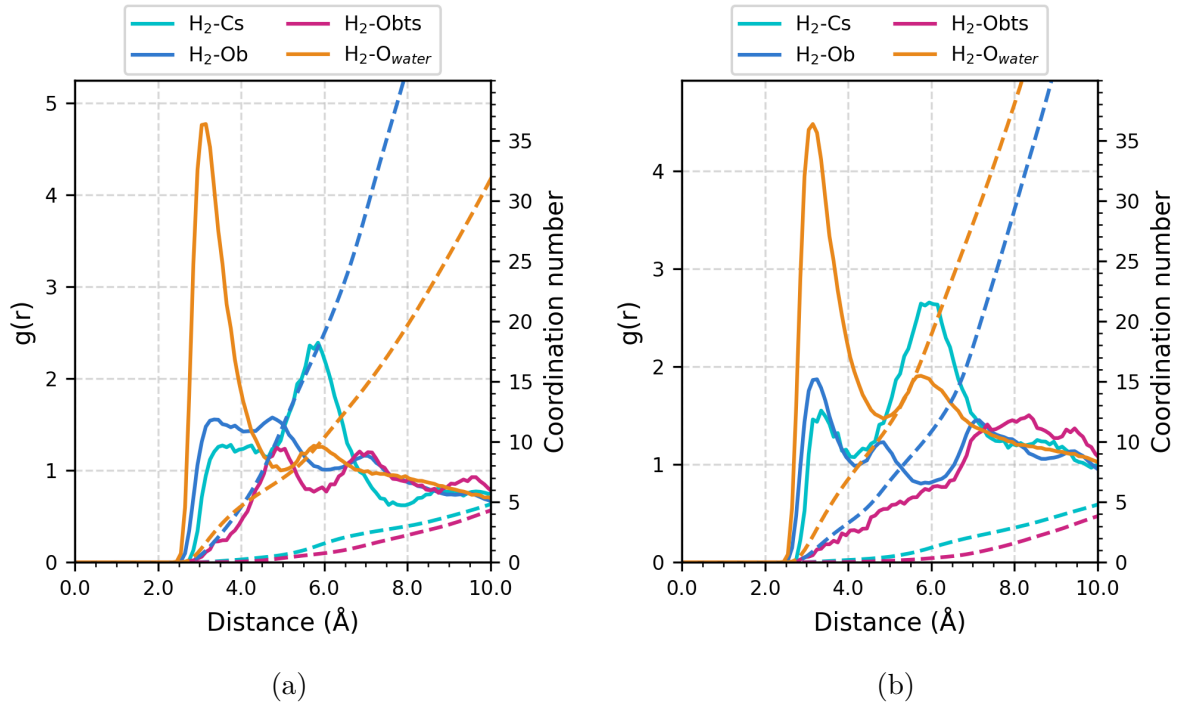 H₂-Cs
H₂-Obts
H₂-Ob
H₂-O_water
g(r)
5
4
3
2
1
0
35
30
25
20
15
10
5
0
Coordination number
0.0 2.0 4.0 6.0 8.0 10.0
Distance (Å)
(a)
H₂-Cs
H₂-Obts
H₂-Ob
H₂-O_water
g(r)
4
3
2
1
0
35
30
25
20
15
10
5
0
Coordination number
0.0 2.0 4.0 6.0 8.0 10.0
Distance (Å)
(b)